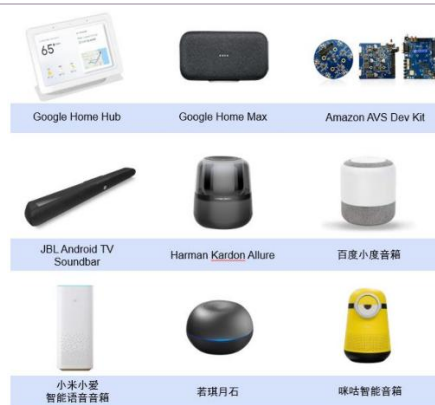 65°
Google Home Hub
Google Home Max
Amazon AVS Dev Kit
JBL Android TV
Soundbar
Harman Kardon Allure
百度小度音箱
小米小爱
智能语音音箱
若琪月石
咪咕智能音箱